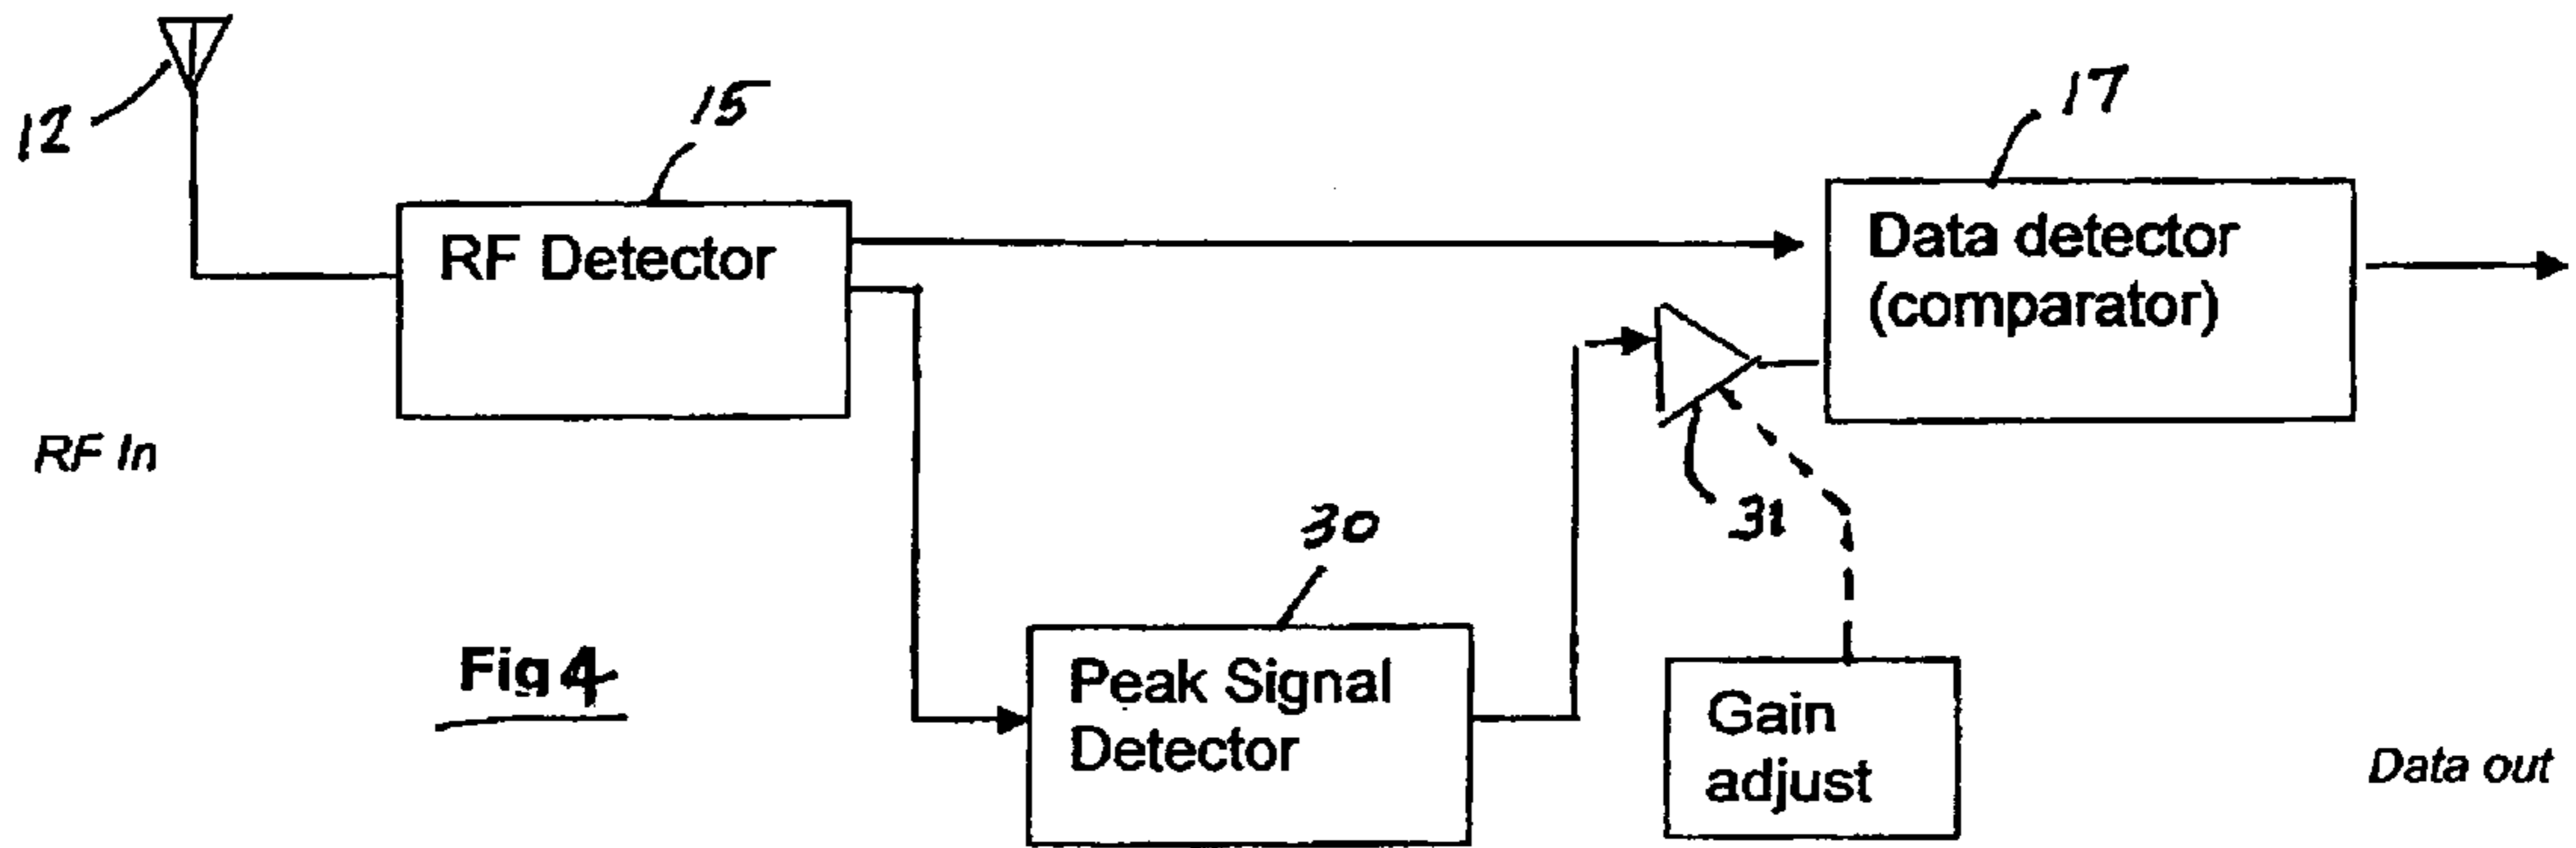 12
15
17
RF Detector
Data detector
(comparator)
RF In
31
30
Fig 4
Peak Signal
Detector
Gain
adjust
Data out